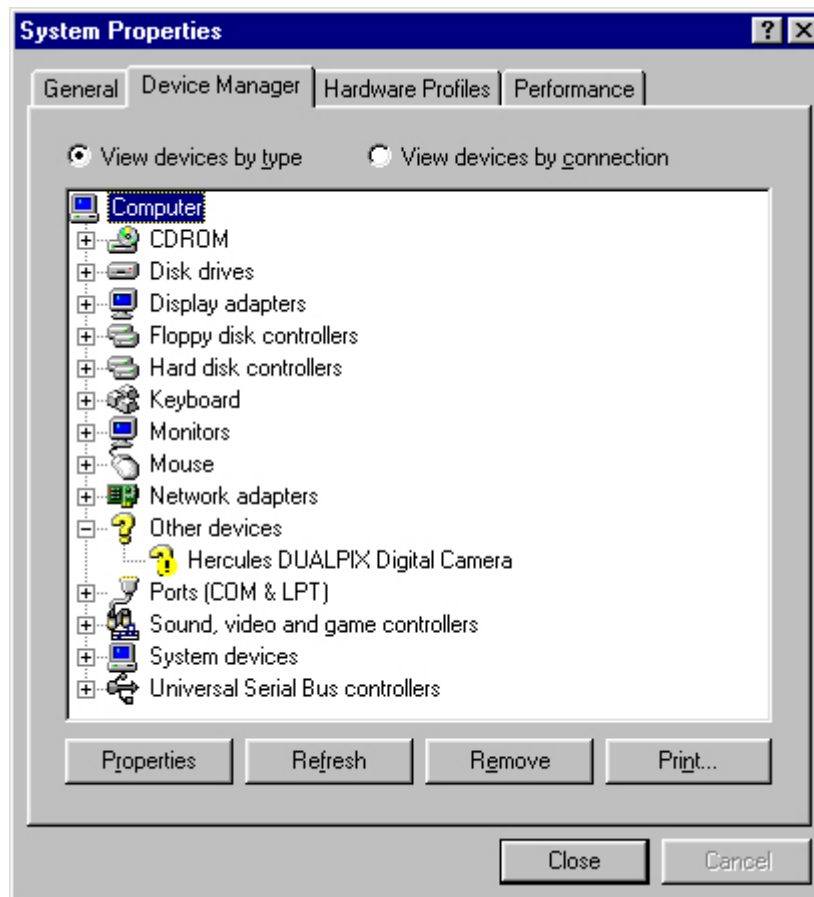 System Properties
General Device Manager Hardware Profiles Performance
View devices by type View devices by connection
Computer
CDROM
Disk drives
Display adapters
Floppy disk controllers
Hard disk controllers
Keyboard
Monitors
Mouse
Network adapters
Other devices
Hercules DUALPIX Digital Camera
Ports (COM & LPT)
Sound, video and game controllers
System devices
Universal Serial Bus controllers
Properties Refresh Remove Print...
Close Cancel